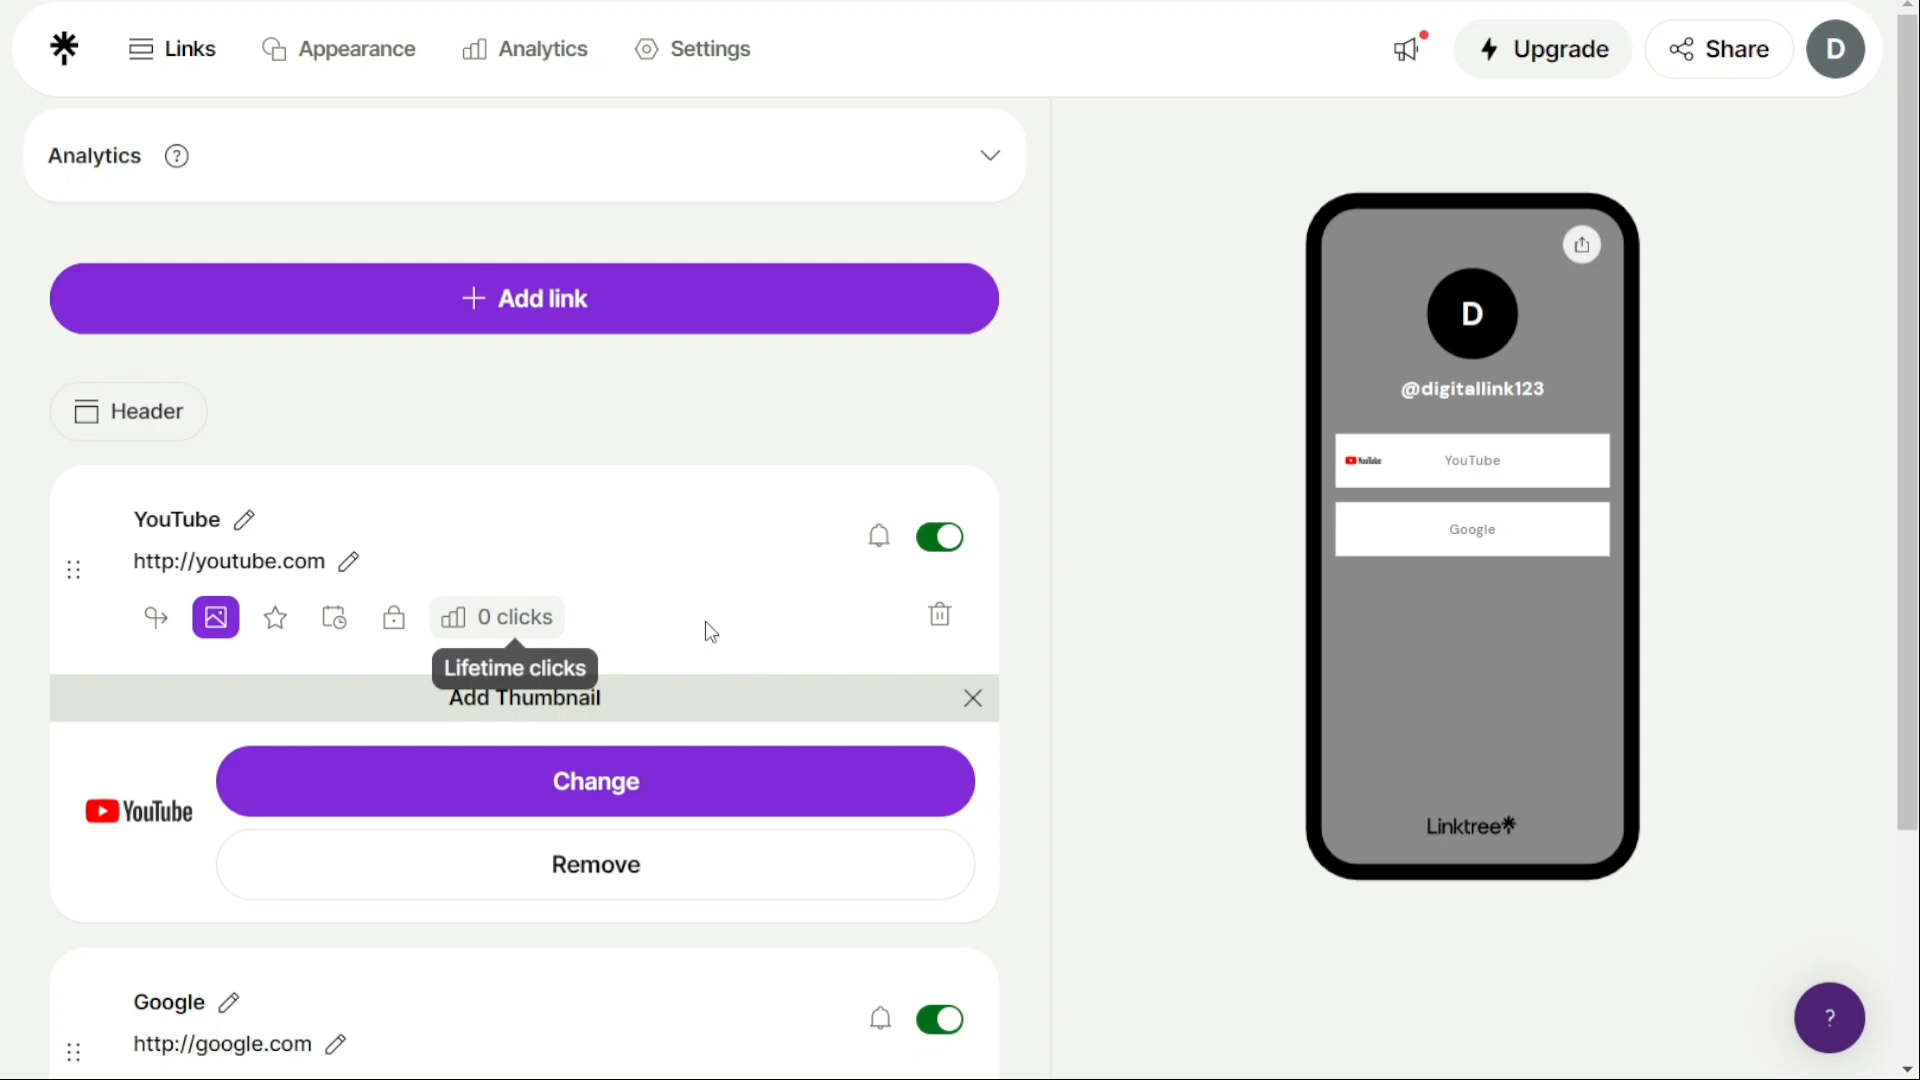 Links
Appearance
Analytics
Settings
Upgrade
Share
D
Analytics ?
+ Add link
Header
YouTube
http://youtube.com
0 clicks
Lifetime clicks
Add Thumbnail
YouTube
Change
Remove
Google
http://google.com
D
@digitallink123
YouTube YouTube
Google
Linktree
?